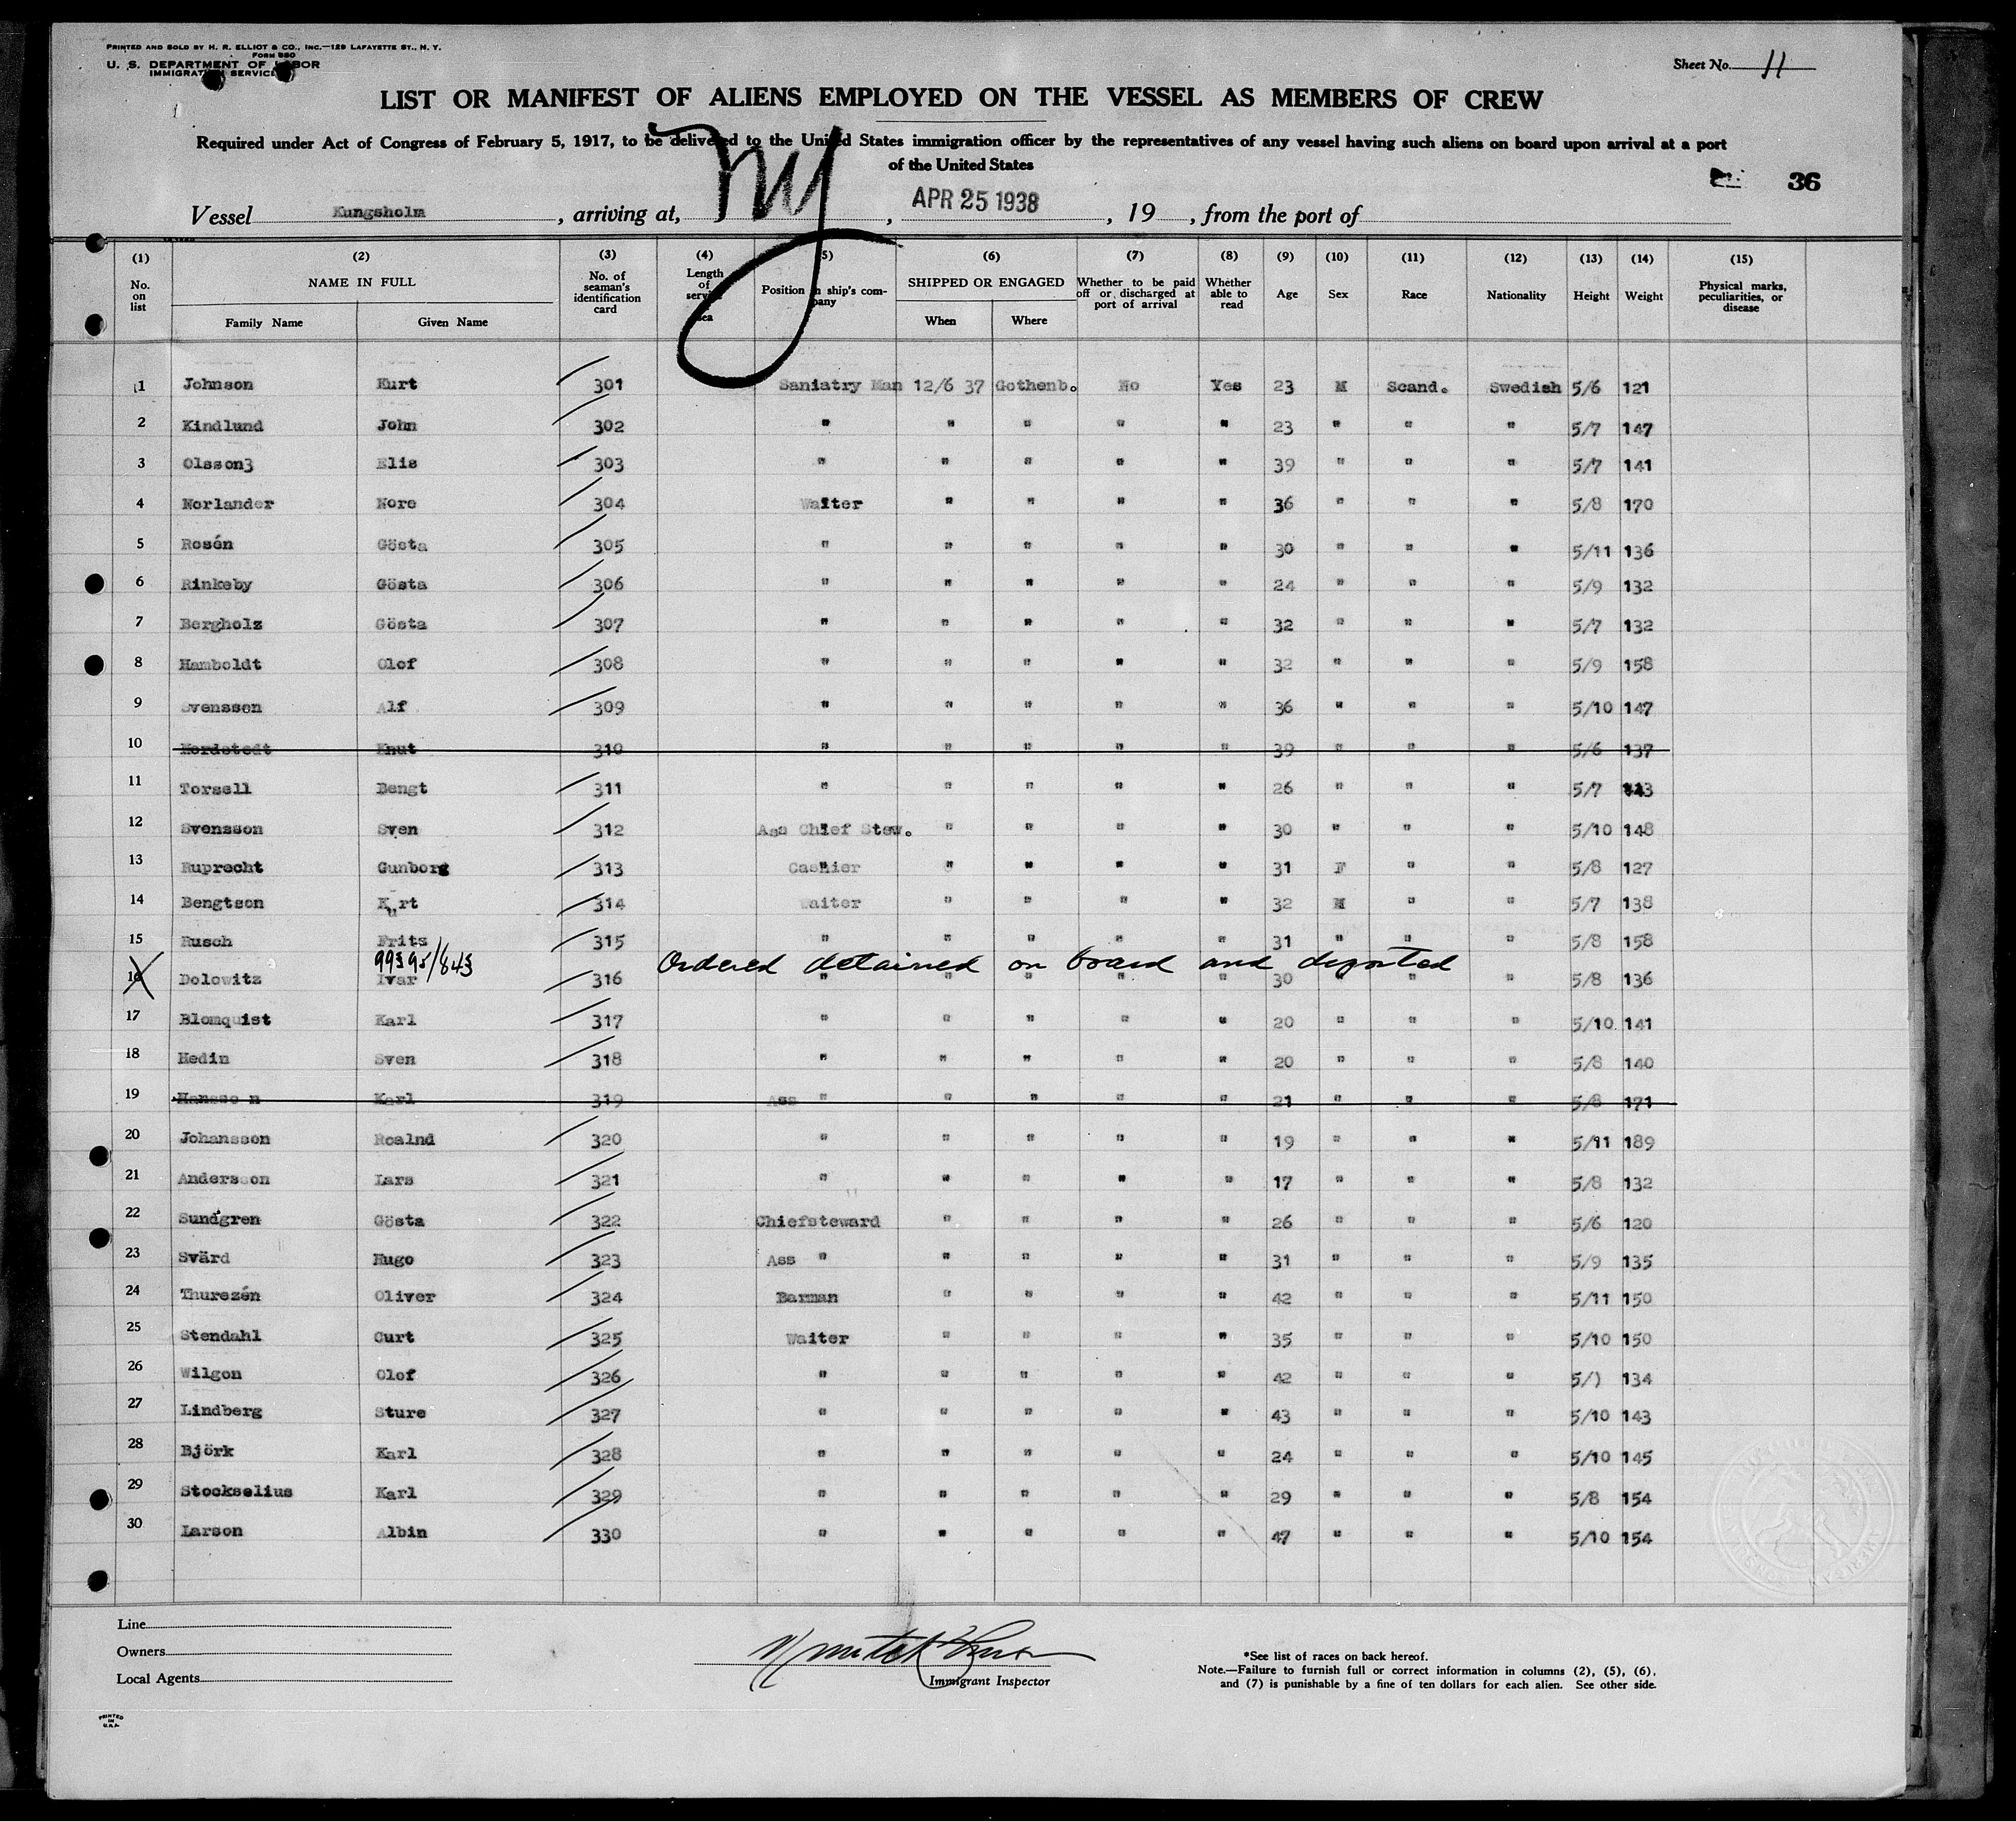 PRINTED AND SOLD BY H. R. ELLIOT & CO., INC.—129 LAFAYETTE ST., N. Y.
FORM 680
U. S. DEPARTMENT OF LABOR
IMMIGRATION SERVICE
Sheet No. 11
LIST OR MANIFEST OF ALIENS EMPLOYED ON THE VESSEL AS MEMBERS OF CREW
Required under Act of Congress of February 5, 1917, to be delivered to the United States immigration officer by the representatives of any vessel having such aliens on board upon arrival at a port
of the United States
36
Vessel Kungsholm, arriving at, NY, APR 25 1938, 19 , from the port of
(1) (2) (3) (4) (5) (6) (7) (8) (9) (10) (11) (12) (13) (14) (15)
No. on list NAME IN FULL Family Name Given Name No. of seaman's identification card Length of service at sea Position in ship's company SHIPPED OR ENGAGED When Where Whether to be paid off or discharged at port of arrival Whether able to read Age Sex Race Nationality Height Weight Physical marks, peculiarities, or disease
1 Johnson Kurt 301 Saniatry Man 12/6 37 Gothenb. No Yes 23 M Scand. Swedish 5/6 121
2 Kindlund John 302 " " " " " 23 " " " 5/7 147
3 Olsson3 Elis 303 " " " " " 39 " " " 5/7 141
4 Norlander Nore 304 Waiter " " " " 36 " " " 5/8 170
5 Rosén Gösta 305 " " " " " 30 " " " 5/11 136
6 Rinkeby Gösta 306 " " " " " 24 " " " 5/9 132
7 Bergholz Gösta 307 " " " " " 32 " " " 5/7 132
8 Hamboldt Olof 308 " " " " " 32 " " " 5/9 158
9 Svensson Alf 309 " " " " " 36 " " " 5/10 147
10 Nordstedt Knut 310 " " " " " 39 " " " 5/6 137
11 Torsell Bengt 311 " " " " " 26 " " " 5/7 143
12 Svensson Sven 312 Ass Chief Stew. " " " " 30 " " " 5/10 148
13 Ruprecht Gunborg 313 Cashier " " " " 31 F " " 5/8 127
14 Bengtson Kurt 314 Waiter " " " " 32 M " " 5/7 138
15 Rusch Frits 315 " " " " " 31 " " " 5/8 158
99395/843 Ordered detained on board and deported
16 Dolowitz Ivar 316 " " " " " 30 " " " 5/8 136
17 Blomquist Karl 317 " " " " " 20 " " " 5/10 141
18 Hedin Sven 318 " " " " " 20 " " " 5/8 140
19 Hansso n Karl 319 Ass " " " " " 21 " " " 5/8 171
20 Johansson Roalnd 320 " " " " " 19 " " " 5/11 189
21 Andersson Lars 321 " " " " " 17 " " " 5/8 132
22 Sundgren Gösta 322 Chiefsteward " " " " 26 " " " 5/6 120
23 Svärd Hugo 323 Ass " " " " " 31 " " " 5/9 135
24 Thurezén Oliver 324 Barman " " " " 42 " " " 5/11 150
25 Stendahl Curt 325 Waiter " " " " 35 " " " 5/10 150
26 Wilgon Olof 326 " " " " " 42 " " " 5/) 134
27 Lindberg Sture 327 " " " " " 43 " " " 5/10 143
28 Björk Karl 328 " " " " " 24 " " " 5/10 145
29 Stockselius Karl 329 " " " " " 29 " " " 5/8 154
30 Larson Albin 330 " " " " " 47 " " " 5/10 154
Line
Owners
Local Agents
Immigrant Inspector
*See list of races on back hereof.
Note.—Failure to furnish full or correct information in columns (2), (5), (6),
and (7) is punishable by a fine of ten dollars for each alien. See other side.
PRINTED
IN
U.S.A.